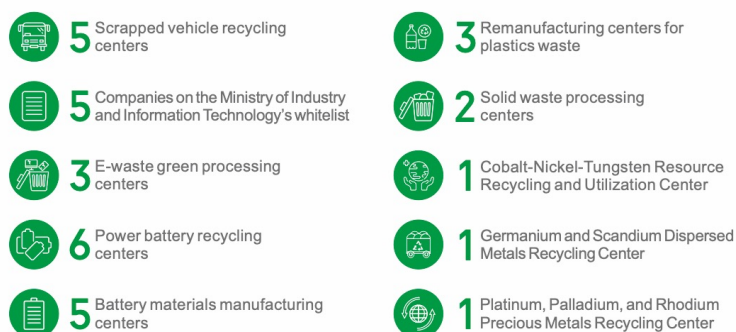 5 Scrapped vehicle recycling
centers
5 Companies on the Ministry of Industry
and Information Technology's whitelist
3 E-waste green processing
centers
6 Power battery recycling
centers
5 Battery materials manufacturing
centers
3 Remanufacturing centers for
plastics waste
2 Solid waste processing
centers
1 Cobalt-Nickel-Tungsten Resource
Recycling and Utilization Center
1 Germanium and Scandium Dispersed
Metals Recycling Center
1 Platinum, Palladium, and Rhodium
Precious Metals Recycling Center